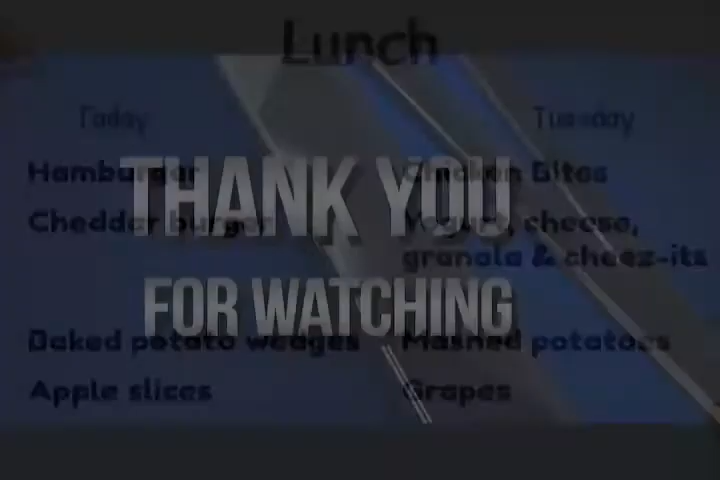 Lunch
Today
Tuesday
Hamburger
Chicken Bites
THANK YOU
Cheddar burger
Yogurt, cheese,
granola & cheez-its
FOR WATCHING
Baked potato wedges
Mashed potatoes
Apple slices
Grapes